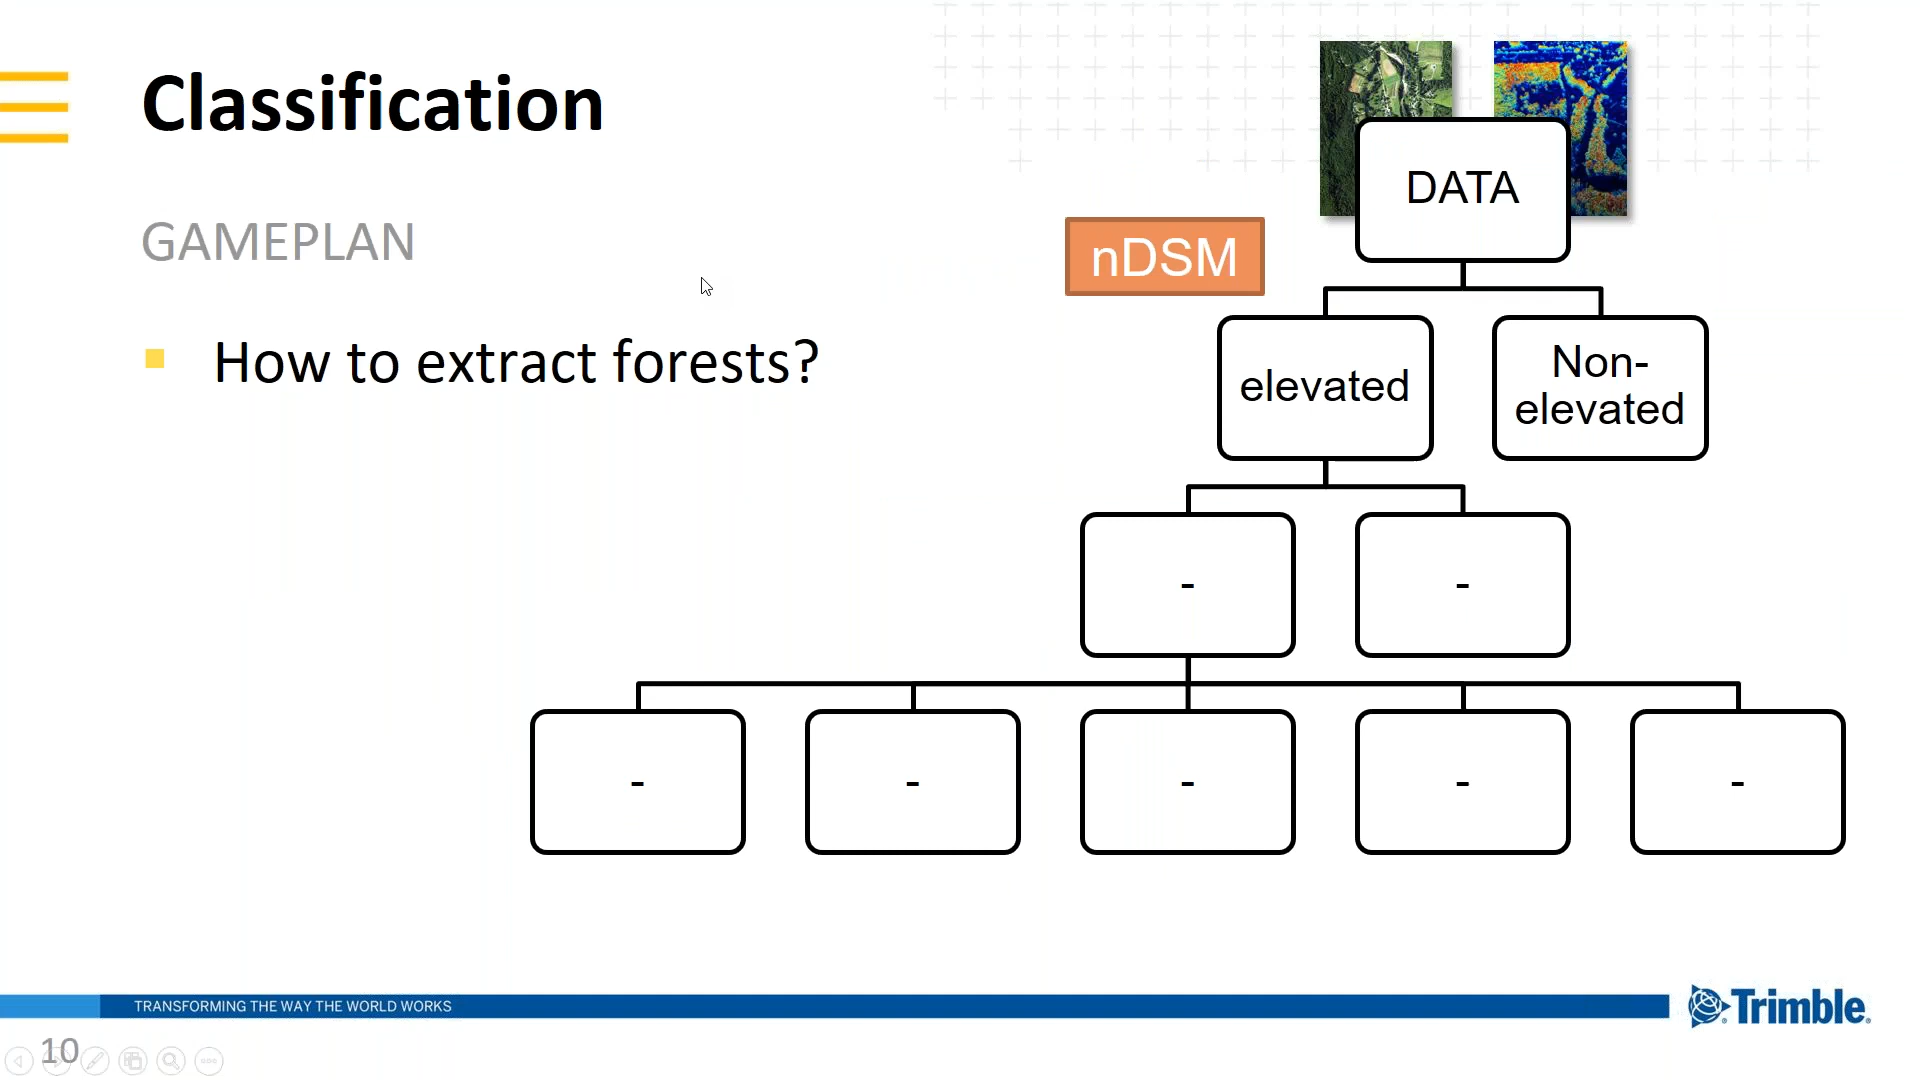 Classification
GAMEPLAN
How to extract forests?
DATA
nDSM
elevated
Non-
elevated
-
-
-
-
-
-
-
TRANSFORMING THE WAY THE WORLD WORKS
Trimble
10